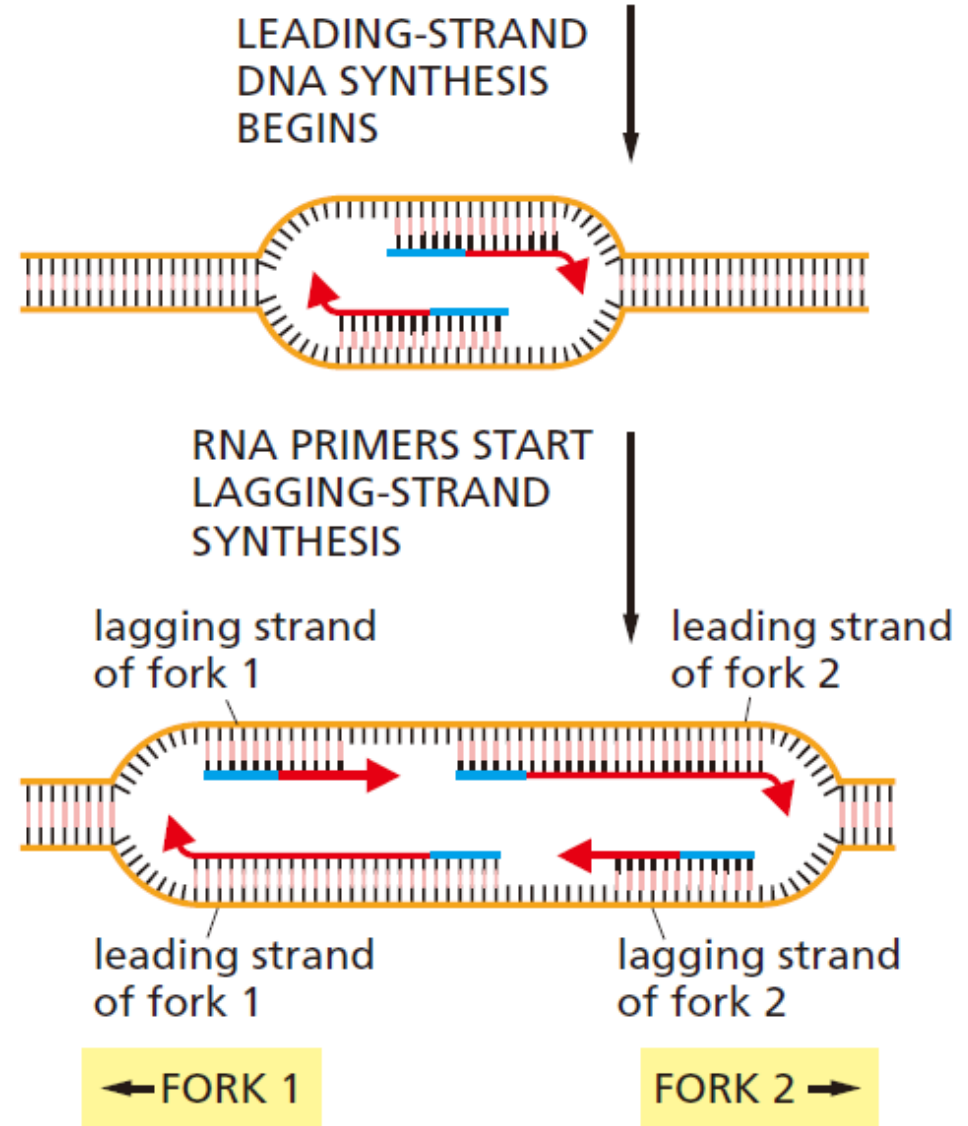 LEADING-STRAND
DNA SYNTHESIS
BEGINS
RNA PRIMERS START
LAGGING-STRAND
SYNTHESIS
lagging strand
of fork 1
leading strand
of fork 2
leading strand
of fork 1
lagging strand
of fork 2
FORK 1
FORK 2